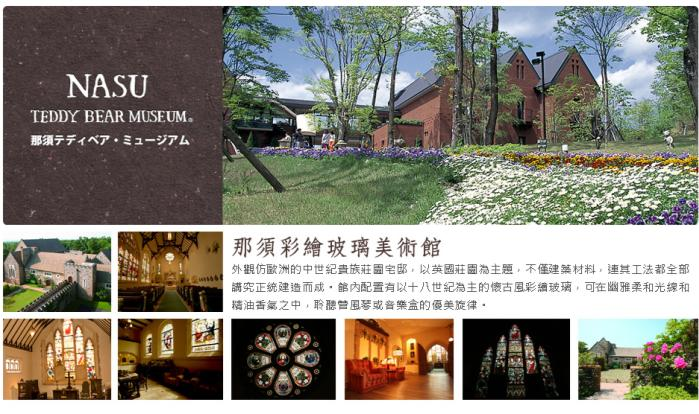 NASU
TEDDY BEAR MUSEUM®
那須テディベア・ミュージアム
那須彩繪玻璃美術館
外觀仿歐洲的中世紀貴族莊園宅邸，以英國莊園為主題，不僅建築材料，連其工法都全部
講究正統建造而成。館內配置有以十八世紀為主的懷古風彩繪玻璃，可在幽雅柔和光線和
精油香氣之中，聆聽管風琴或音樂盒的優美旋律。